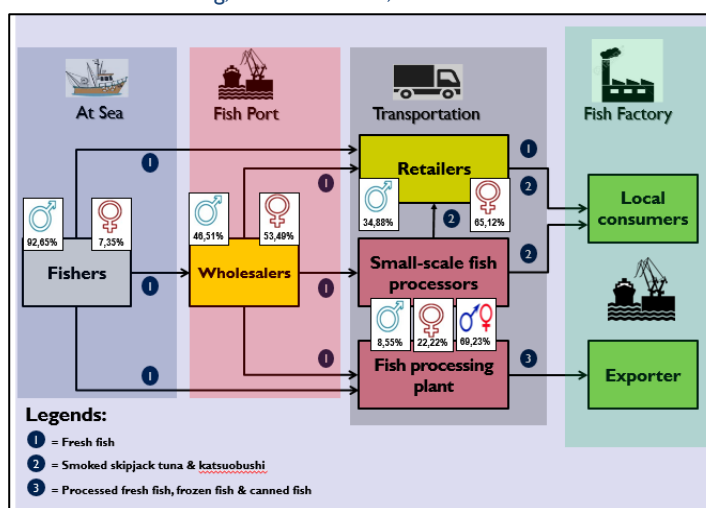 At Sea
Fish Port
Transportation
Fish Factory
1
1
2
Retailers
1
92,65%
7,35%
46,51%
53,49%
34,88%
65,12%
2
Local
consumers
Fishers
1
Wholesalers
1
Small-scale fish
processors
2
8,55%
22,22%
69,23%
1
1
Fish processing
plant
3
Exporter
Legends:
1 = Fresh fish
2 = Smoked skipjack tuna & katsuobushi
3 = Processed fresh fish, frozen fish & canned fish